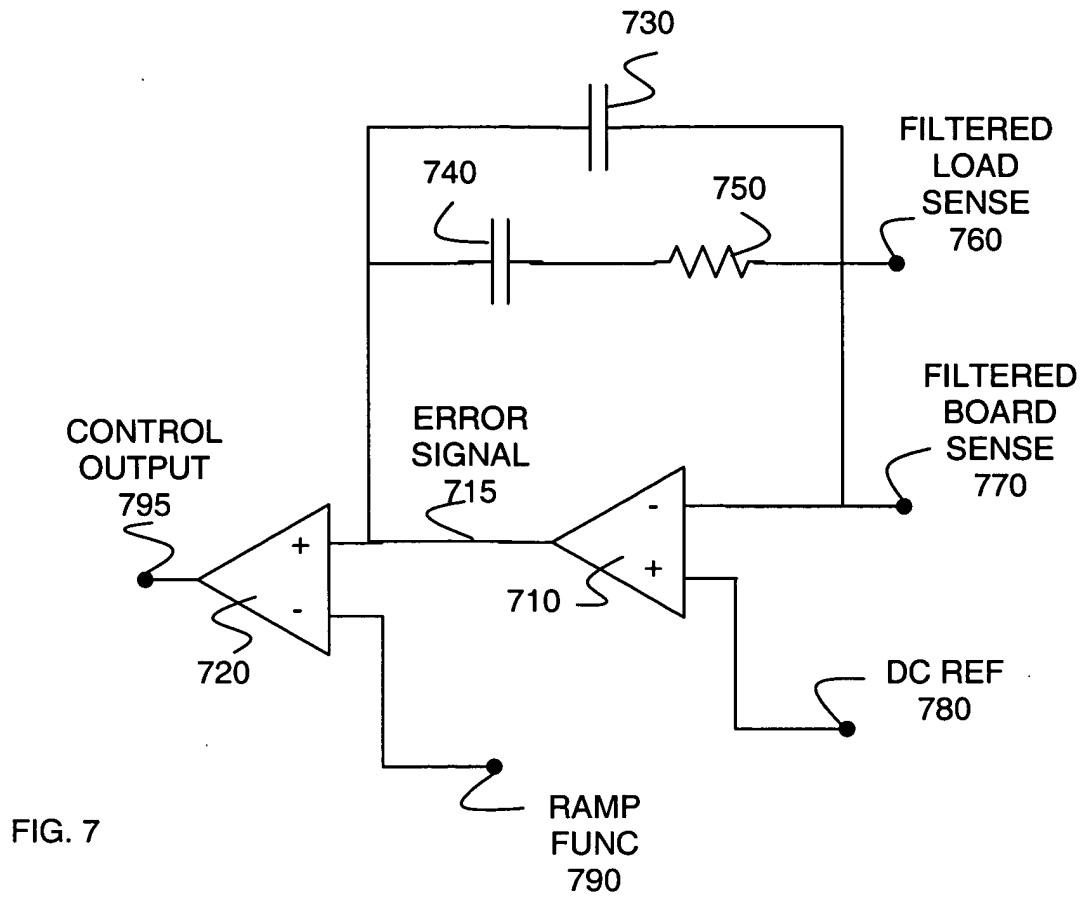 730
FILTERED
LOAD
SENSE
760
740
750
FILTERED
BOARD
SENSE
770
CONTROL
OUTPUT
795
ERROR
SIGNAL
715
-
+
710
+
-
720
DC REF
780
RAMP
FUNC
790
FIG. 7